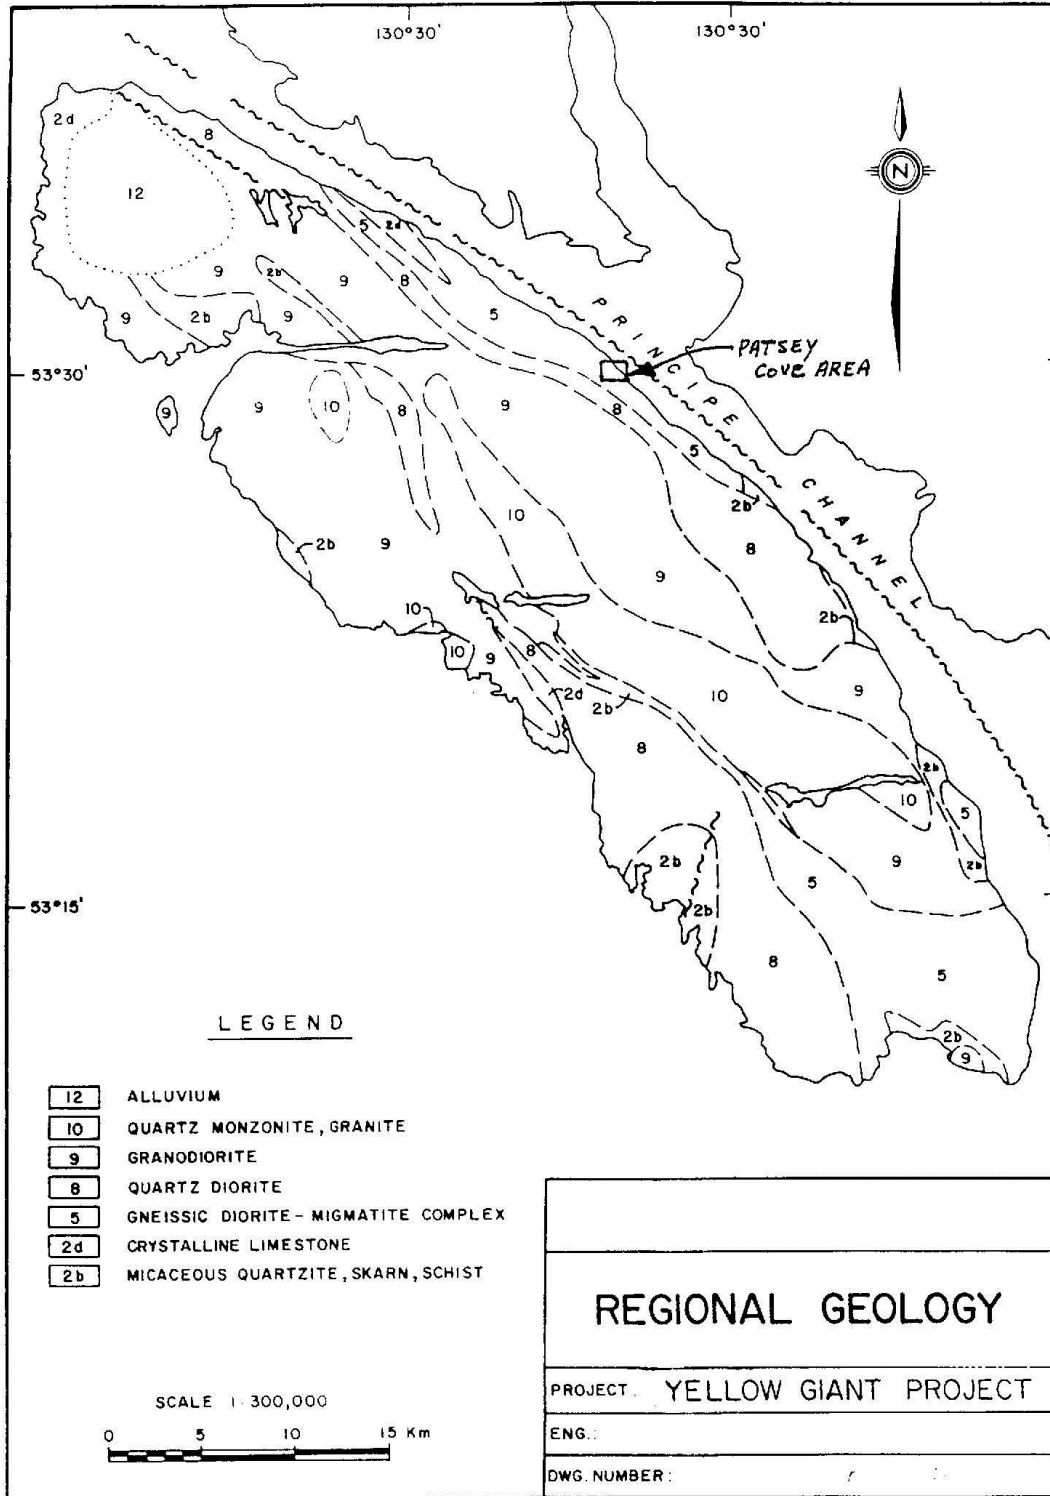 130°30'
130°30'
2d
8
12
N
5
2d
9
2b
9
8
9
2b
9
5
PRINCIPE CHANNEL
PATSEY
COVE AREA
53°30'
9
9
10
8
9
8
5
2b
10
2b
9
9
8
10
2b
10
9
8
2d
2b
10
9
8
2b
10
5
2b
9
2b
5
2b
53°15'
8
5
2b
9
LEGEND
12 ALLUVIUM
10 QUARTZ MONZONITE, GRANITE
9 GRANODIORITE
8 QUARTZ DIORITE
5 GNEISSIC DIORITE - MIGMATITE COMPLEX
2d CRYSTALLINE LIMESTONE
2b MICACEOUS QUARTZITE, SKARN, SCHIST
REGIONAL GEOLOGY
PROJECT. YELLOW GIANT PROJECT
SCALE 1:300,000
0 5 10 15 Km
ENG.:
DWG. NUMBER: